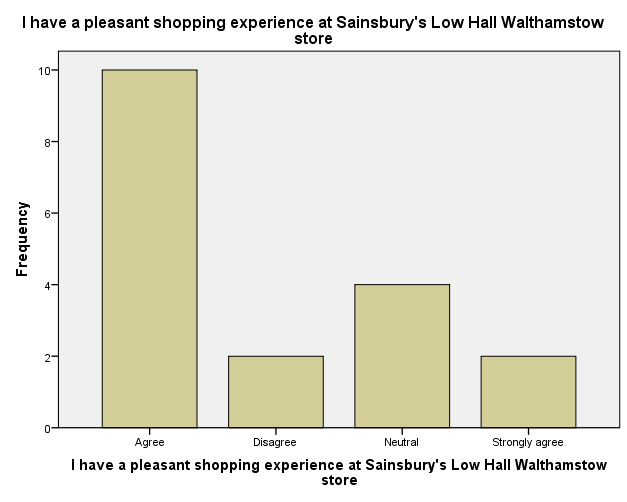 I have a pleasant shopping experience at Sainsbury's Low Hall Walthamstow
store
10
8
6
4
2
0
Frequency
Agree
Disagree
Neutral
Strongly agree
I have a pleasant shopping experience at Sainsbury's Low Hall Walthamstow
store